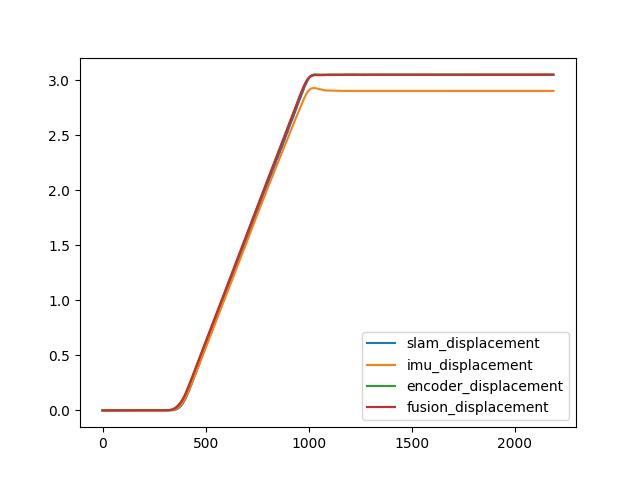 3.0
2.5
2.0
1.5
1.0
0.5
0.0
slam_displacement
imu_displacement
encoder_displacement
fusion_displacement
0 500 1000 1500 2000